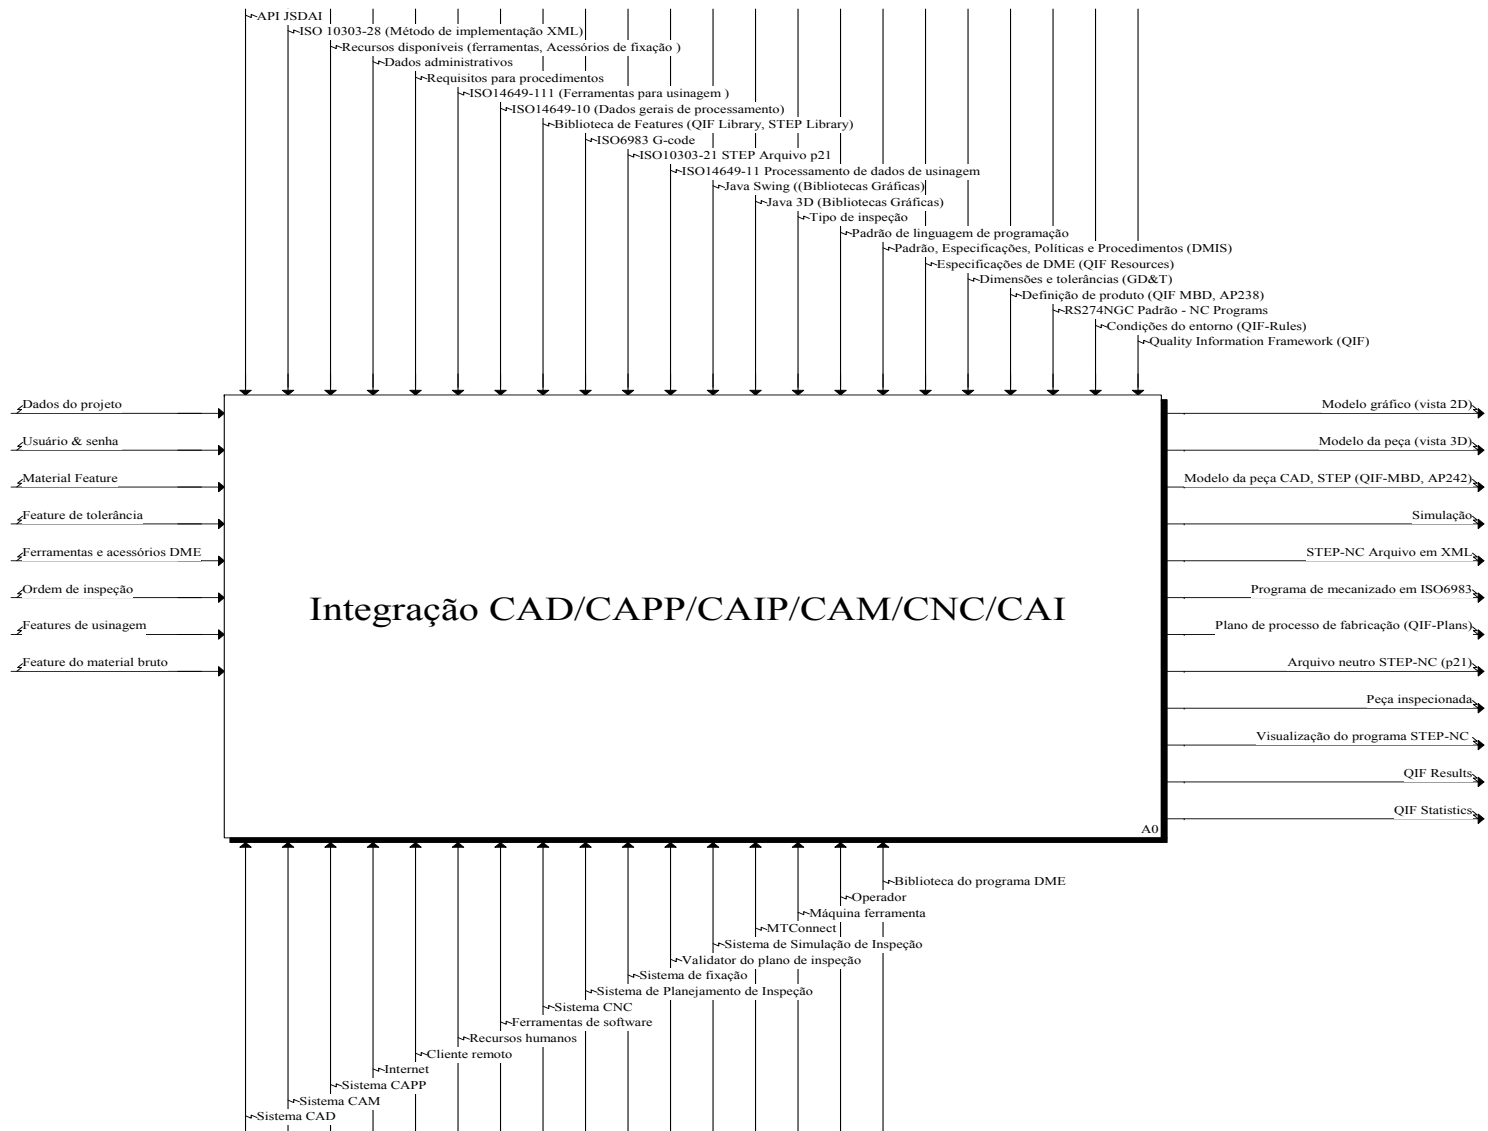 API JSDAI
ISO 10303-28 (Método de implementação XML)
Recursos disponíveis (ferramentas, Acessórios de fixação )
Dados administrativos
Requisitos para procedimentos
ISO14649-111 (Ferramentas para usinagem )
ISO14649-10 (Dados gerais de processamento)
Biblioteca de Features (QIF Library, STEP Library)
ISO6983 G-code
ISO10303-21 STEP Arquivo p21
ISO14649-11 Processamento de dados de usinagem
Java Swing ((Bibliotecas Gráficas)
Java 3D (Bibliotecas Gráficas)
Tipo de inspeção
Padrão de linguagem de programação
Padrão, Especificações, Políticas e Procedimentos (DMIS)
Especificações de DME (QIF Resources)
Dimensões e tolerâncias (GD&T)
Definição de produto (QIF MBD, AP238)
RS274NGC Padrão - NC Programs
Condições do entorno (QIF-Rules)
Quality Information Framework (QIF)
Dados do projeto
Usuário & senha
Material Feature
Feature de tolerância
Ferramentas e acessórios DME
Ordem de inspeção
Features de usinagem
Feature do material bruto
Integração CAD/CAPP/CAIP/CAM/CNC/CAI
A0
Modelo gráfico (vista 2D)
Modelo da peça (vista 3D)
Modelo da peça CAD, STEP (QIF-MBD, AP242)
Simulação
STEP-NC Arquivo em XML
Programa de mecanizado em ISO6983
Plano de processo de fabricação (QIF-Plans)
Arquivo neutro STEP-NC (p21)
Peça inspecionada
Visualização do programa STEP-NC
QIF Results
QIF Statistics
Biblioteca do programa DME
Operador
Máquina ferramenta
MTConnect
Sistema de Simulação de Inspeção
Validator do plano de inspeção
Sistema de fixação
Sistema de Planejamento de Inspeção
Sistema CNC
Ferramentas de software
Recursos humanos
Cliente remoto
Internet
Sistema CAPP
Sistema CAM
Sistema CAD